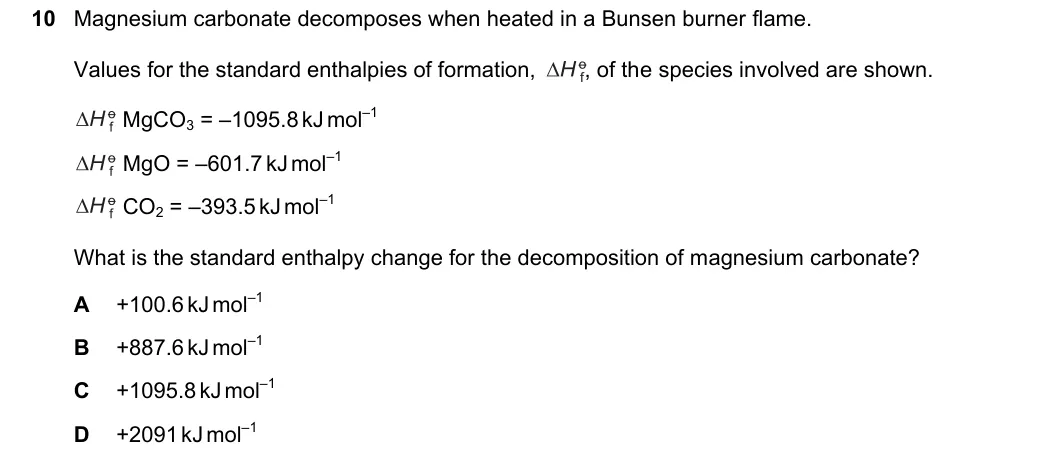 10 Magnesium carbonate decomposes when heated in a Bunsen burner flame.
Values for the standard enthalpies of formation, ΔH⦵f, of the species involved are shown.
ΔH⦵f MgCO₃ = –1095.8 kJ mol⁻¹
ΔH⦵f MgO = –601.7 kJ mol⁻¹
ΔH⦵f CO₂ = –393.5 kJ mol⁻¹
What is the standard enthalpy change for the decomposition of magnesium carbonate?
A +100.6 kJ mol⁻¹
B +887.6 kJ mol⁻¹
C +1095.8 kJ mol⁻¹
D +2091 kJ mol⁻¹